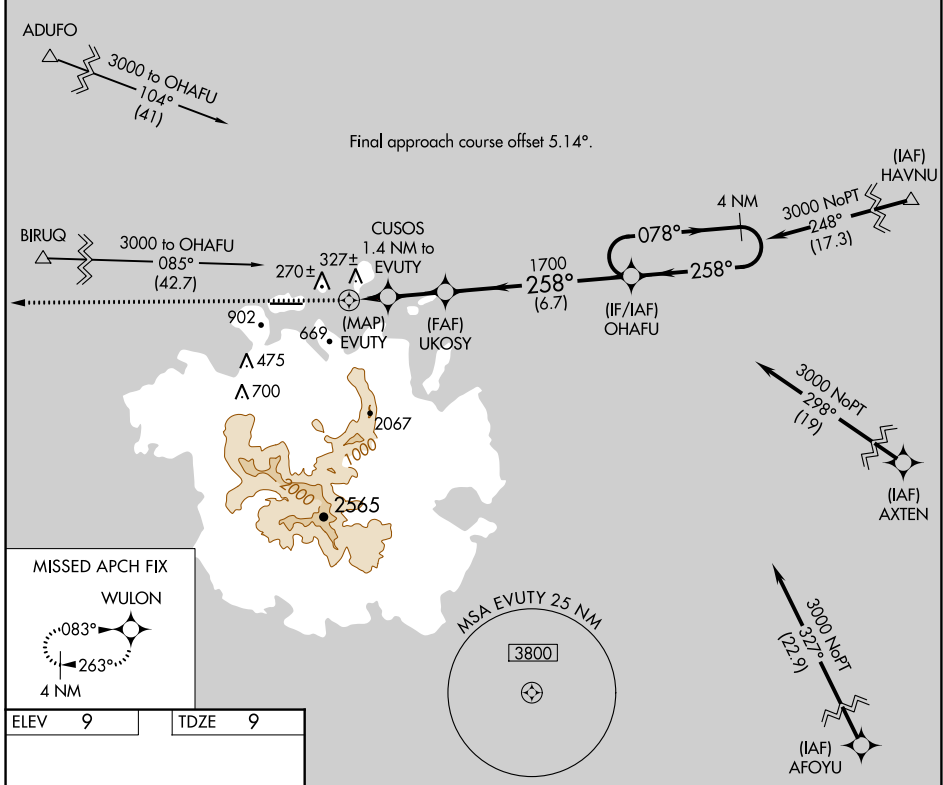 ADUFO
3000 to OHAFU
104°
(41)
Final approach course offset 5.14°.
(IAF)
HAVNU
3000 NoPT
248°
(17.3)
4 NM
078°
258°
BIRUQ
3000 to OHAFU
085°
(42.7)
CUSOS
1.4 NM to
EVUTY
327±
270±
1700
258°
(6.7)
(IF/IAF)
OHAFU
(MAP)
EVUTY
(FAF)
UKOSY
902
669
475
700
2067
1000
2000
2565
3000 NoPT
298°
(19)
(IAF)
AXTEN
MISSED APCH FIX
WULON
083°
263°
4 NM
MSA EVUTY 25 NM
3800
3000 NoPT
327°
(22.9)
(IAF)
AFOYU
ELEV 9
TDZE 9